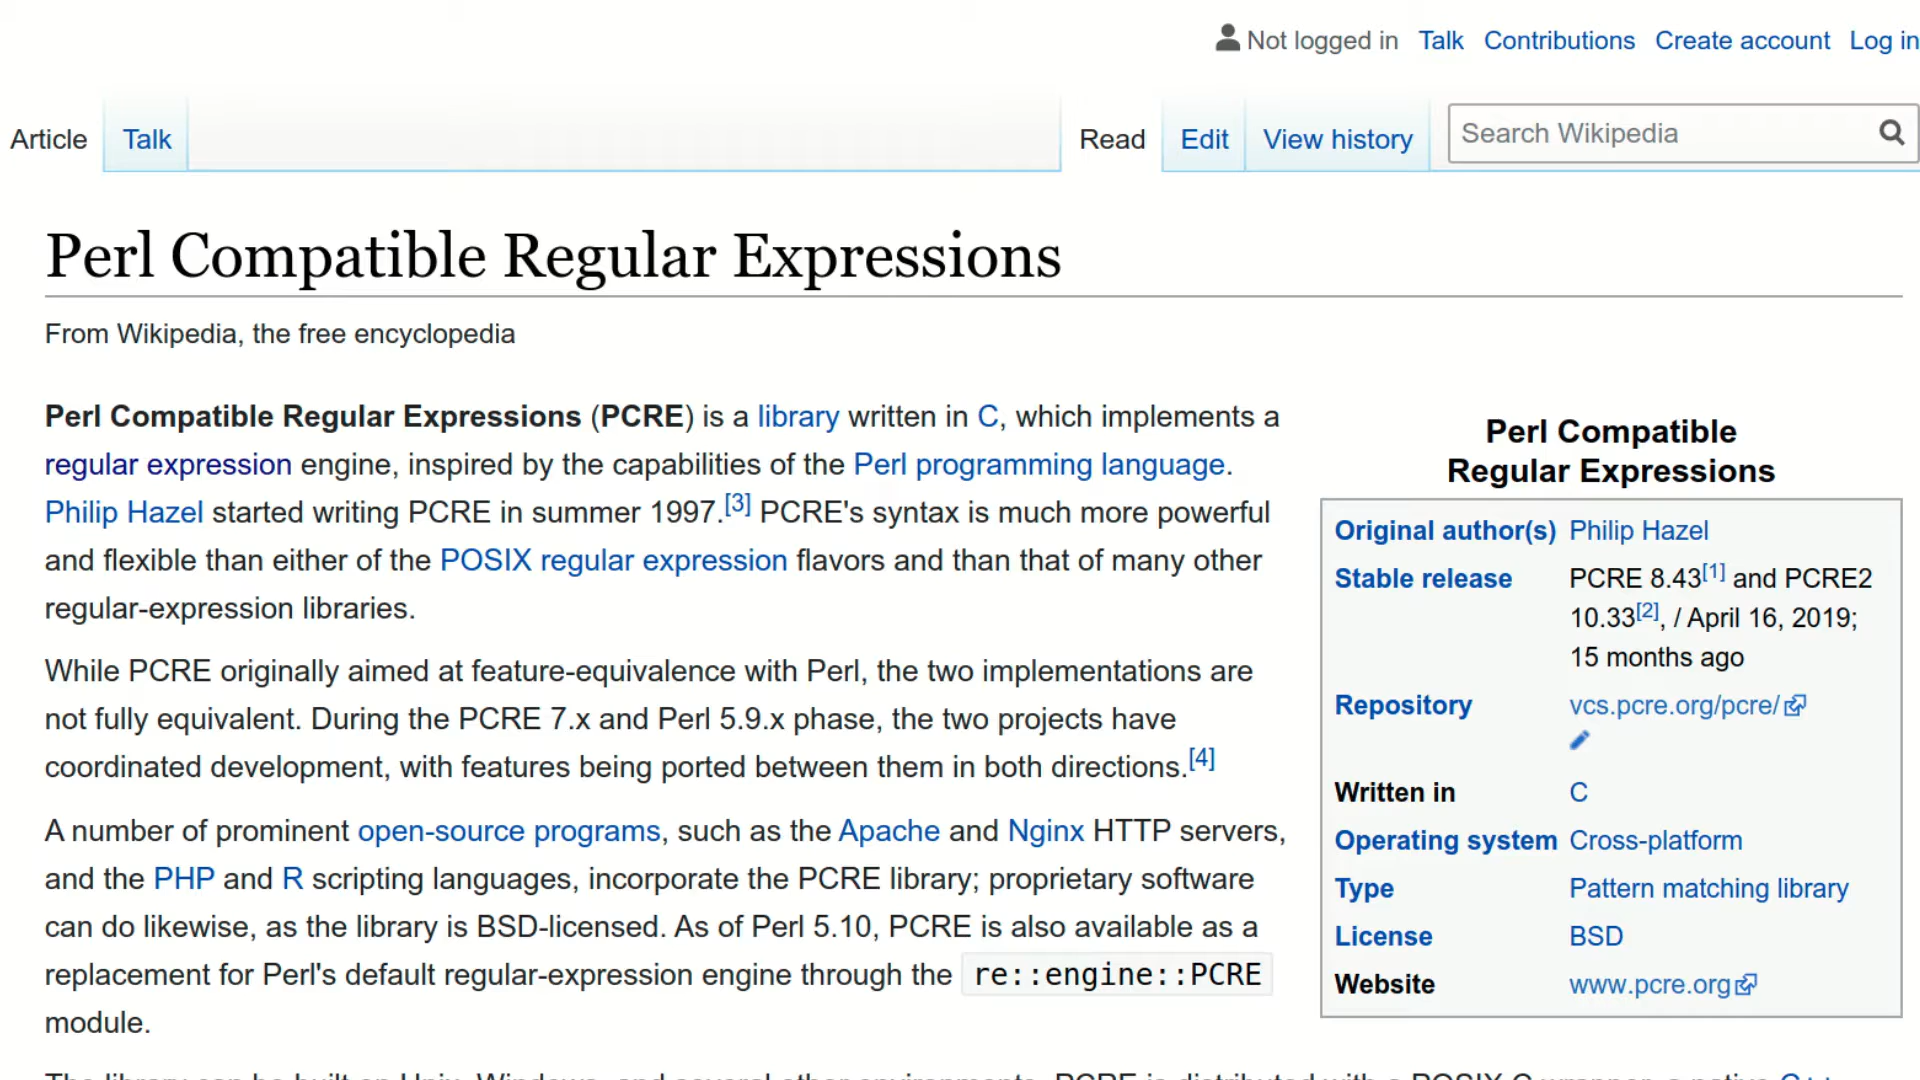 Not logged in Talk Contributions Create account Log in
Article Talk Read Edit View history Search Wikipedia
Perl Compatible Regular Expressions
From Wikipedia, the free encyclopedia
Perl Compatible Regular Expressions (PCRE) is a library written in C, which implements a
regular expression engine, inspired by the capabilities of the Perl programming language.
Philip Hazel started writing PCRE in summer 1997.[3] PCRE's syntax is much more powerful
and flexible than either of the POSIX regular expression flavors and than that of many other
regular-expression libraries.
While PCRE originally aimed at feature-equivalence with Perl, the two implementations are
not fully equivalent. During the PCRE 7.x and Perl 5.9.x phase, the two projects have
coordinated development, with features being ported between them in both directions.[4]
A number of prominent open-source programs, such as the Apache and Nginx HTTP servers,
and the PHP and R scripting languages, incorporate the PCRE library; proprietary software
can do likewise, as the library is BSD-licensed. As of Perl 5.10, PCRE is also available as a
replacement for Perl's default regular-expression engine through the re::engine::PCRE
module.
Perl Compatible
Regular Expressions
Original author(s) Philip Hazel
Stable release PCRE 8.43[1] and PCRE2
10.33[2], / April 16, 2019;
15 months ago
Repository vcs.pcre.org/pcre/
Written in C
Operating system Cross-platform
Type Pattern matching library
License BSD
Website www.pcre.org